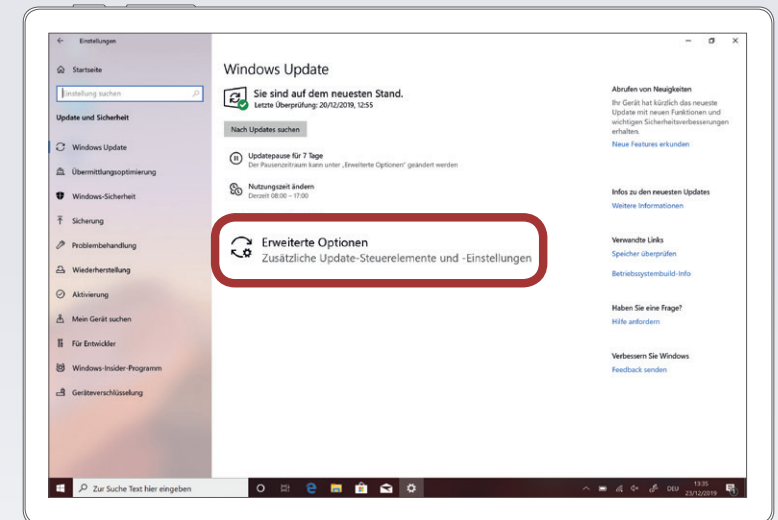 Einstellungen
Startseite
Einstellung suchen
Update und Sicherheit
Windows Update
Übermittlungsoptimierung
Windows-Sicherheit
Sicherung
Problembehandlung
Wiederherstellung
Aktivierung
Mein Gerät suchen
Für Entwickler
Windows-Insider-Programm
Geräteverschlüsselung
Windows Update
Sie sind auf dem neuesten Stand.
Letzte Überprüfung: 20/12/2019, 12:55
Nach Updates suchen
Updatepause für 7 Tage
Der Pausenzeitraum kann unter „Erweiterte Optionen" geändert werden
Nutzungszeit ändern
Derzeit 08:00 – 17:00
Erweiterte Optionen
Zusätzliche Update-Steuerelemente und -Einstellungen
Abrufen von Neuigkeiten
Ihr Gerät hat kürzlich das neueste
Update mit neuen Funktionen und
wichtigen Sicherheitsverbesserungen
erhalten.
Neue Features erkunden
Infos zu den neuesten Updates
Weitere Informationen
Verwandte Links
Speicher überprüfen
Betriebssystembuild-Info
Haben Sie eine Frage?
Hilfe anfordern
Verbessern Sie Windows
Feedback senden
Zur Suche Text hier eingeben
DEU
13:35
23/12/2019